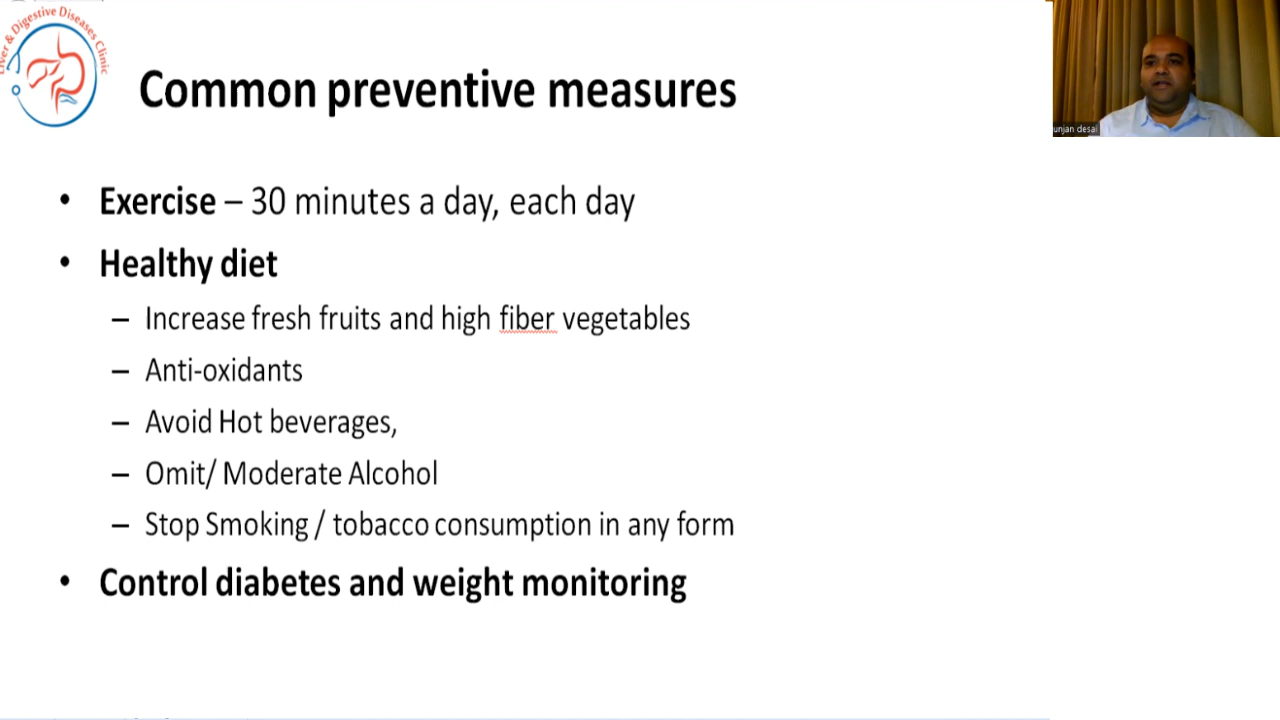 Liver & Digestive Diseases Clinic
Common preventive measures
unjan desai
• Exercise – 30 minutes a day, each day
• Healthy diet
– Increase fresh fruits and high fiber vegetables
– Anti-oxidants
– Avoid Hot beverages,
– Omit/ Moderate Alcohol
– Stop Smoking / tobacco consumption in any form
• Control diabetes and weight monitoring